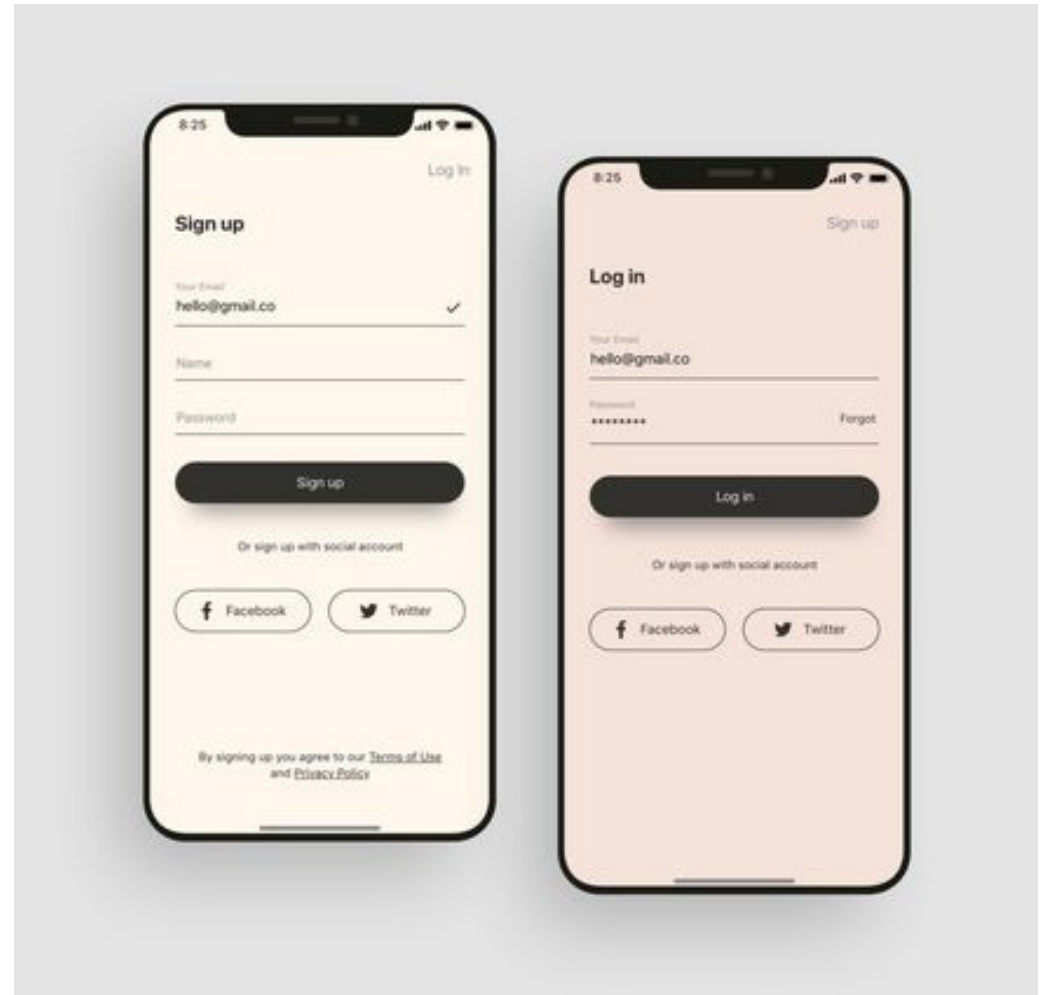 8:25
Log In
Sign up
Your Email
hello@gmail.co
Name
Password
Sign up
Or sign up with social account
Facebook
Twitter
By signing up you agree to our Terms of Use
and Privacy Policy
8:25
Sign up
Log in
Your Email
hello@gmail.co
Password
••••••••
Forgot
Log in
Or sign up with social account
Facebook
Twitter